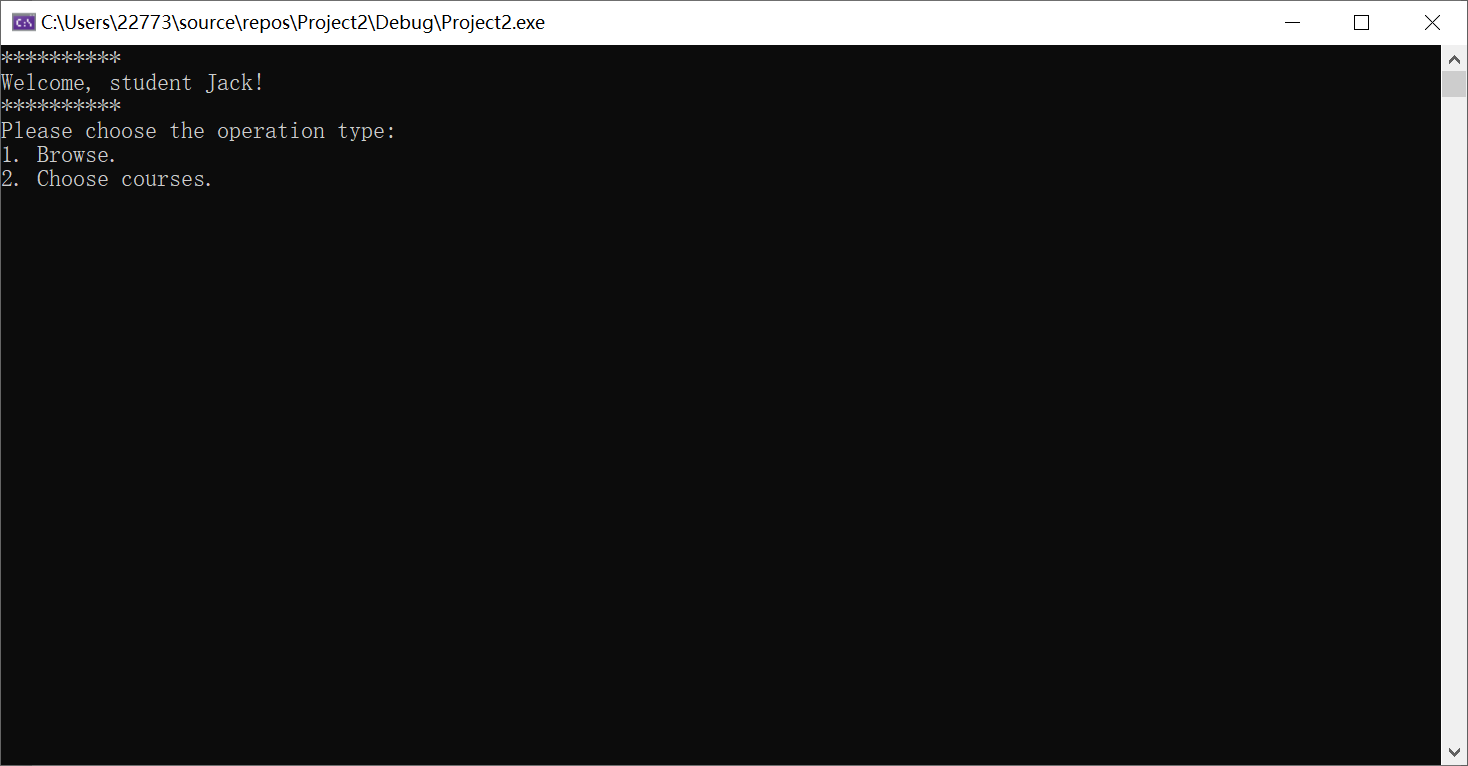 C:\Users\22773\source\repos\Project2\Debug\Project2.exe
**********
Welcome, student Jack!
**********
Please choose the operation type:
1. Browse.
2. Choose courses.